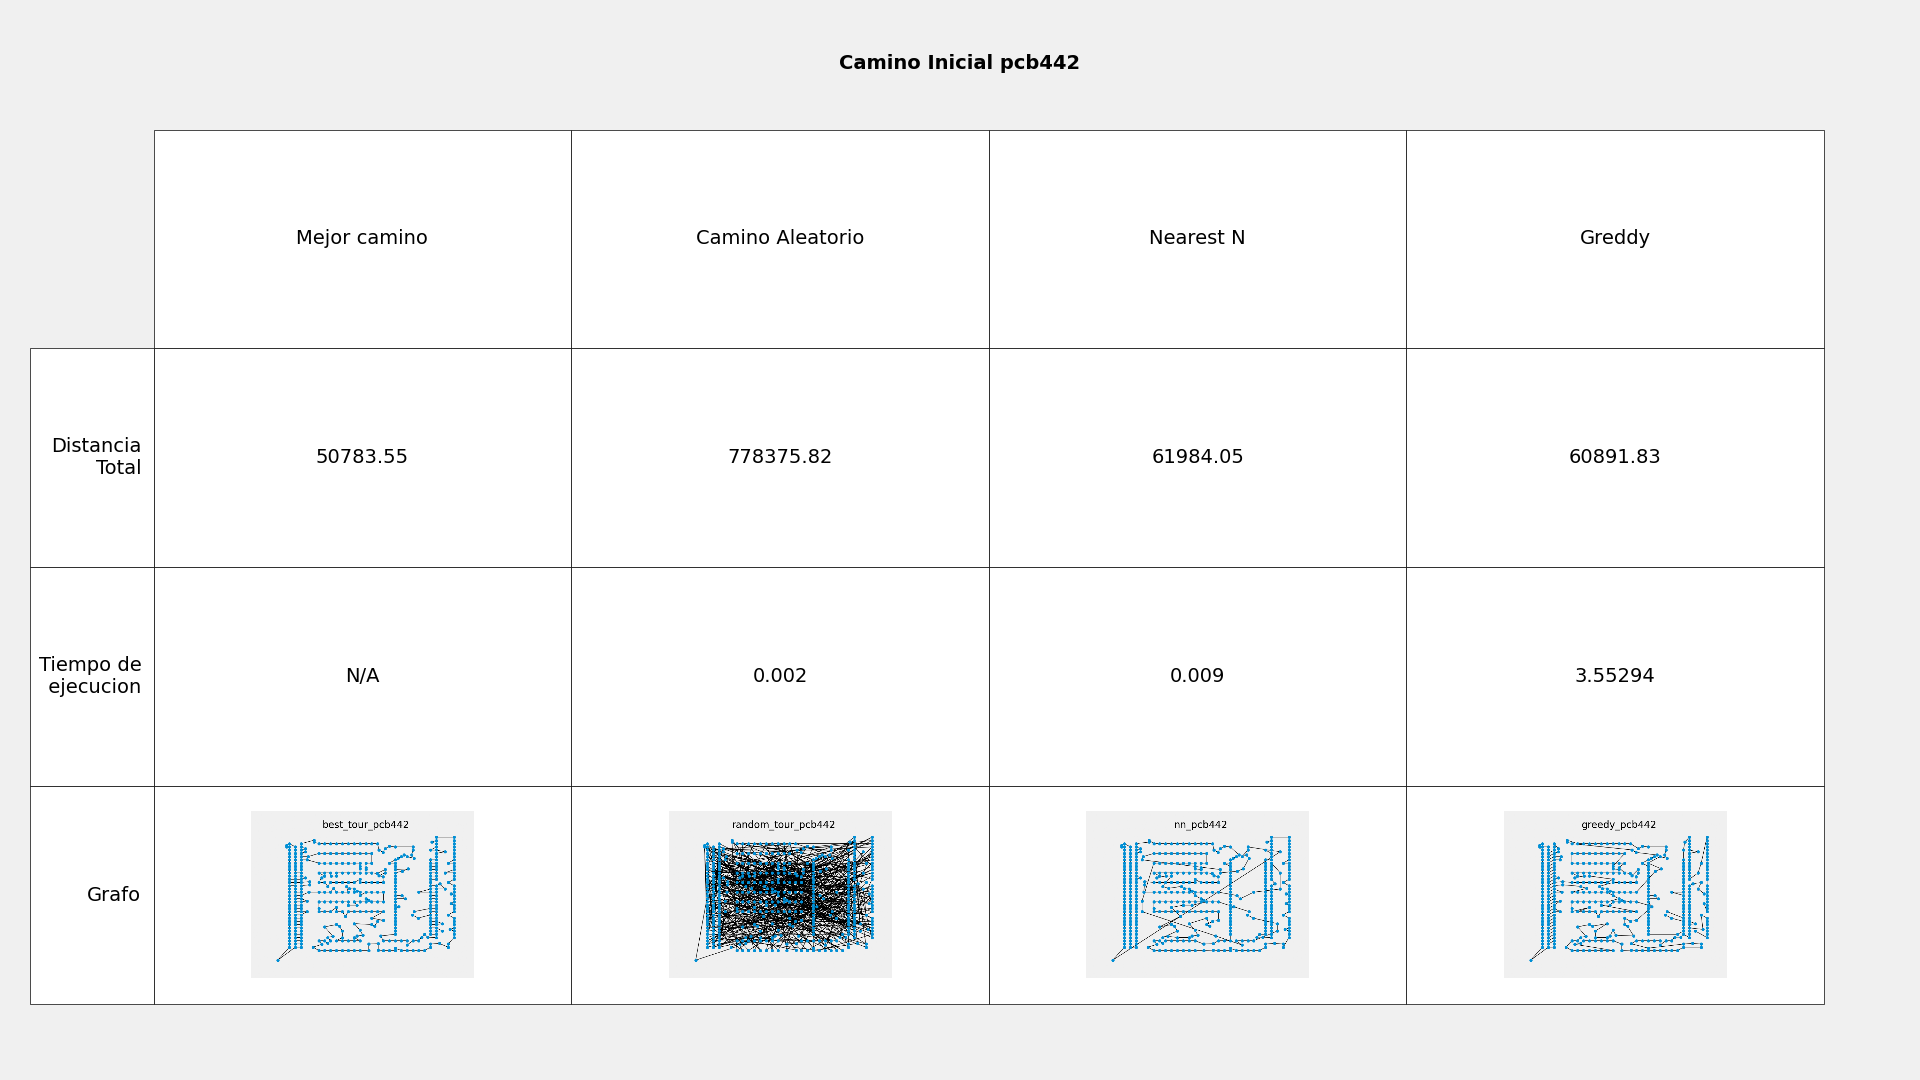 Camino Inicial pcb442
Mejor camino
Camino Aleatorio
Nearest N
Greddy
Distancia
Total
50783.55
778375.82
61984.05
60891.83
Tiempo de
ejecucion
N/A
0.002
0.009
3.55294
Grafo
best_tour_pcb442
random_tour_pcb442
nn_pcb442
greedy_pcb442